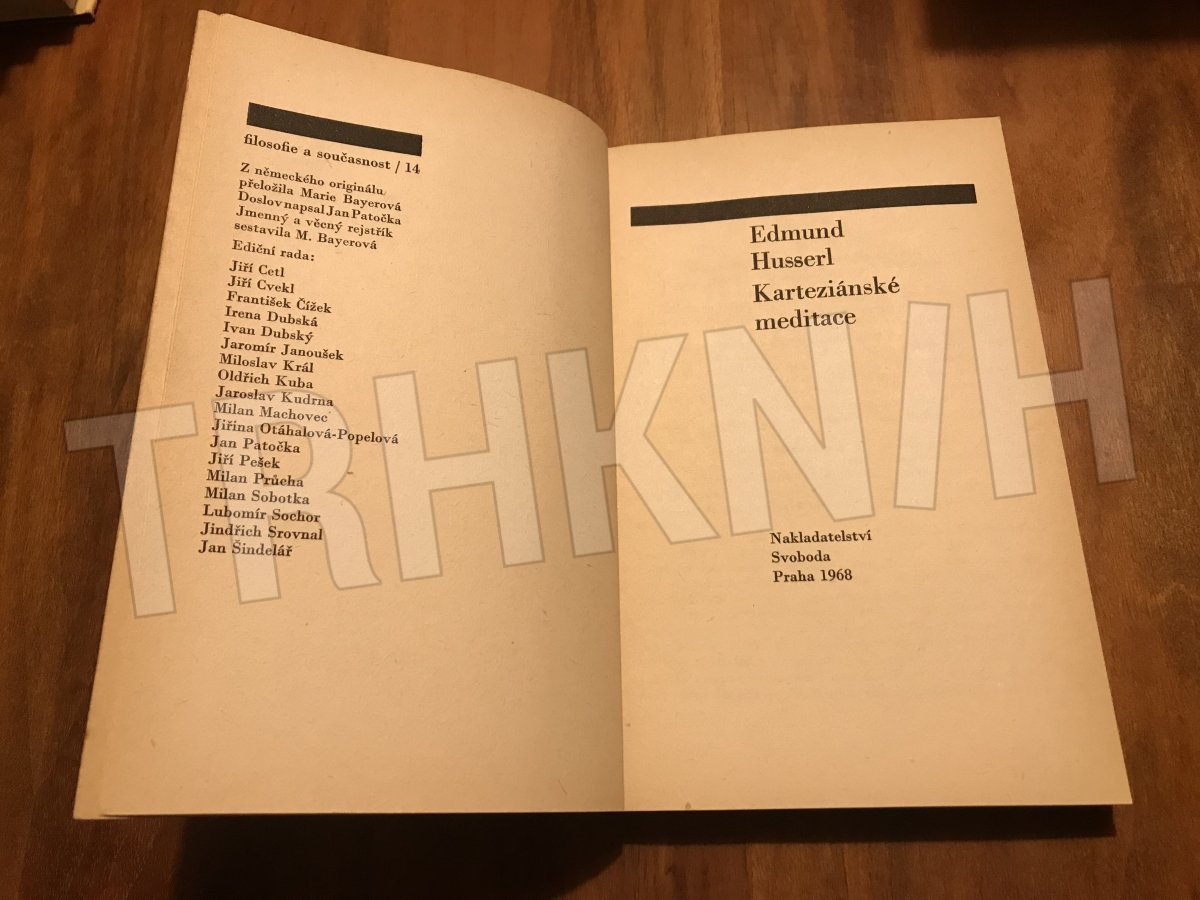 filosofie a současnost / 14
Z německého originálu
přeložila Marie Bayerová
Doslov napsal Jan Patočka
Jmenný a věcný rejstřík
sestavila M. Bayerová
Ediční rada:
Jiří Cetl
Jiří Cvekl
František Čížek
Irena Dubská
Ivan Dubský
Jaromír Janoušek
Miloslav Král
Oldřich Kuba
Jaroslav Kudrna
Milan Machovec
Jiřina Otáhalová-Popelová
Jan Patočka
Jiří Pešek
Milan Průcha
Milan Sobotka
Lubomír Sochor
Jindřich Srovnal
Jan Šindelář
Edmund
Husserl
Karteziánské
meditace
Nakladatelství
Svoboda
Praha 1968
TRHKNIH